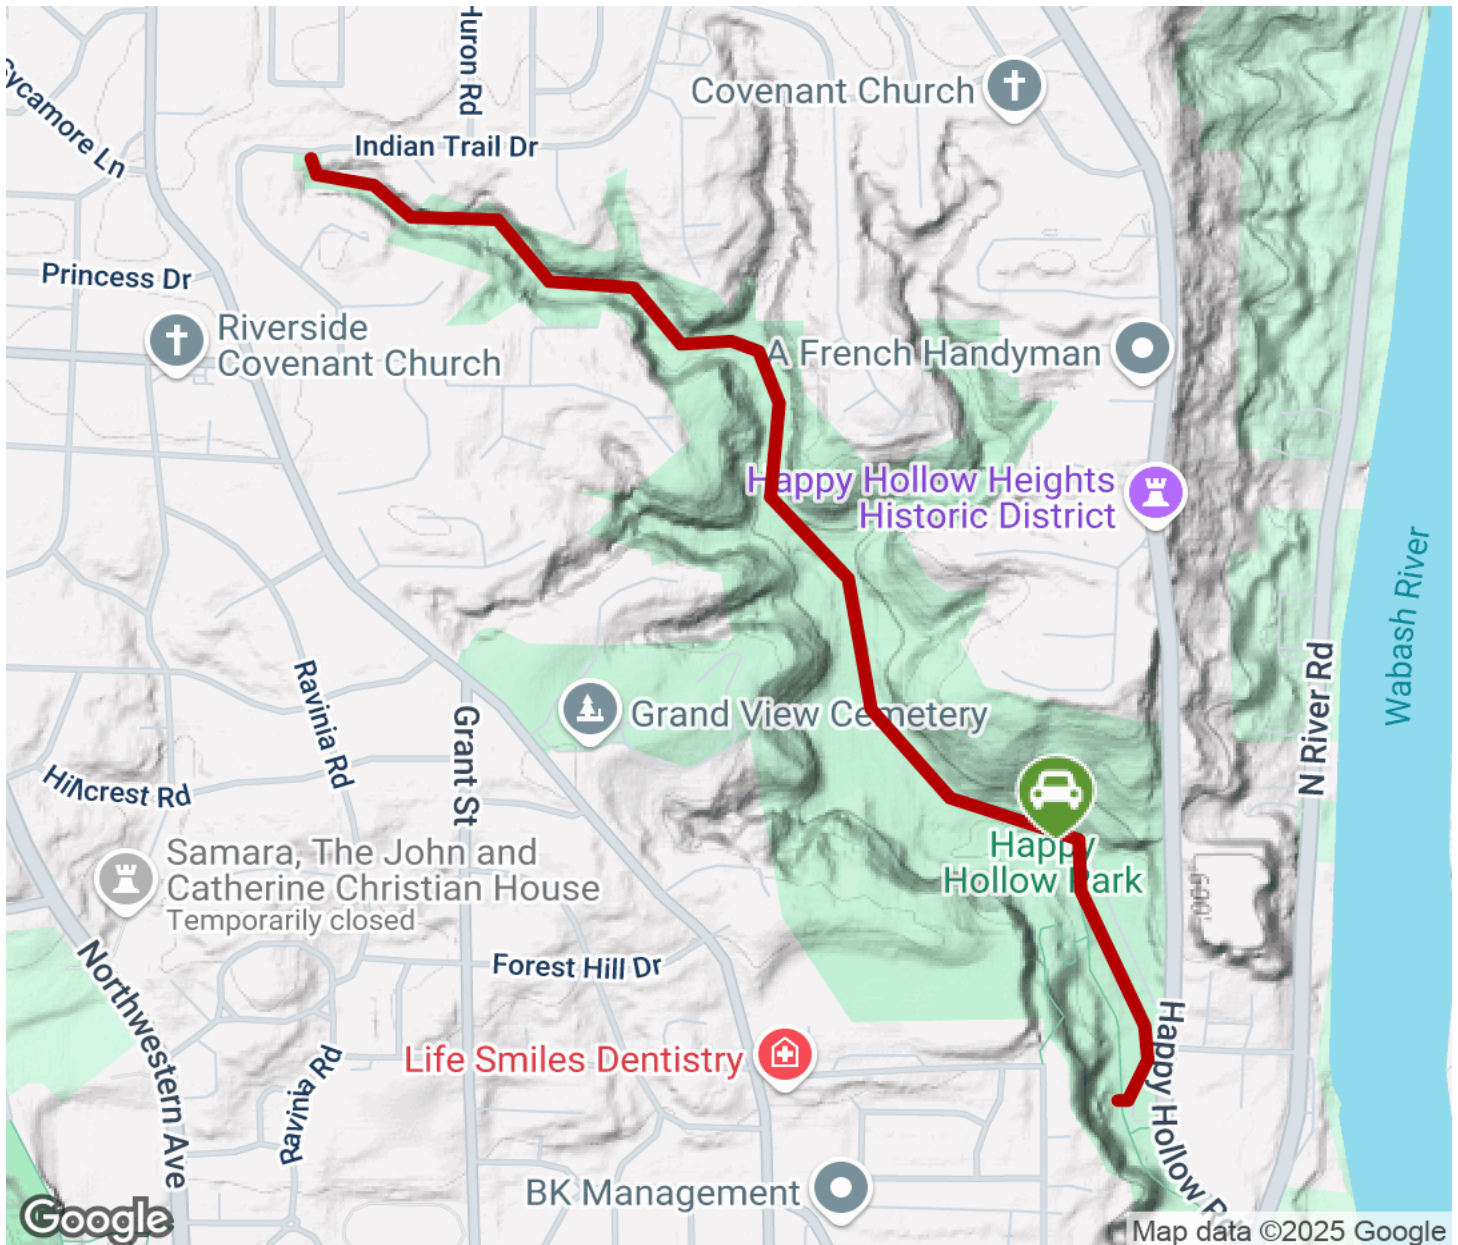 Huron Rd
Covenant Church
Sycamore Ln
Indian Trail Dr
Princess Dr
Riverside
Covenant Church
A French Handyman
Happy Hollow Heights
Historic District
Wabash River
N River Rd
Ravinia Rd
Grant St
Grand View Cemetery
Hillcrest Rd
Happy
Hollow Park
Samara, The John and
Catherine Christian House
Temporarily closed
Northwestern Ave
Forest Hill Dr
Life Smiles Dentistry
Happy Hollow Rd
Ravinia Rd
BK Management
Google
Map data ©2025 Google